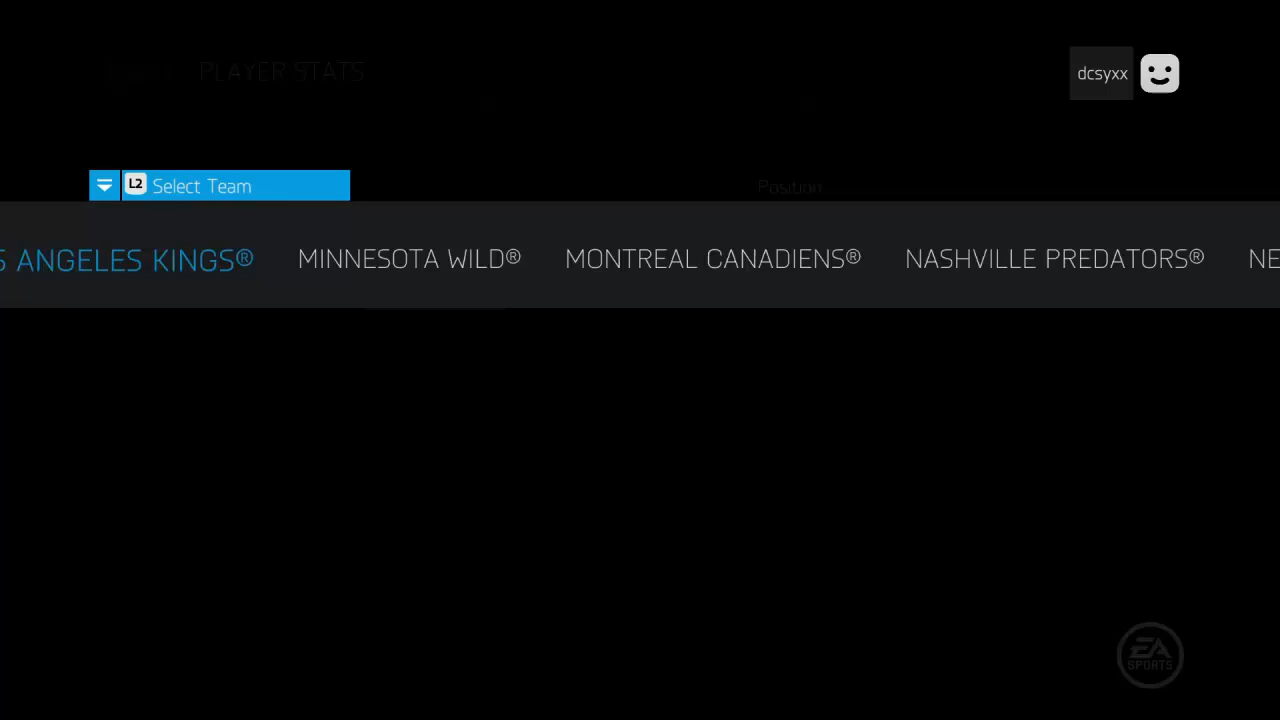 PLAYER STATS
dcsyxx
L2 Select Team
Position
S ANGELES KINGS® MINNESOTA WILD® MONTREAL CANADIENS® NASHVILLE PREDATORS® NE
EA SPORTS